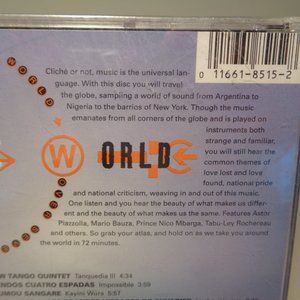 0 11661-8515-2
Cliché or not, music is the universal lan-
guage. With this disc you will travel
the globe, sampling a world of sound from Argentina to
Nigeria to the barrios of New York. Though the music
emanates from all corners of the globe and is played on
instruments both
strange and familiar,
you will still hear the
common themes of
love lost and love
found, national pride
and national criticism, weaving in and out of this music.
One listen and you hear the beauty of what makes us differ-
ent and the beauty of what makes us the same. Features Astor
Piazzolla, Mario Bauza, Prince Nico Mbarga, Tabu-Ley Rochereau
and others. So grab your atlas, and hold on as we take you around
the world in 72 minutes.
WORLD
WORLD
W TANGO QUINTET Tanquedia III 4:34
NDOS CUATRO ESPADAS Impossible 3:59
UMOU SANGARE Kayini Wura 5:57